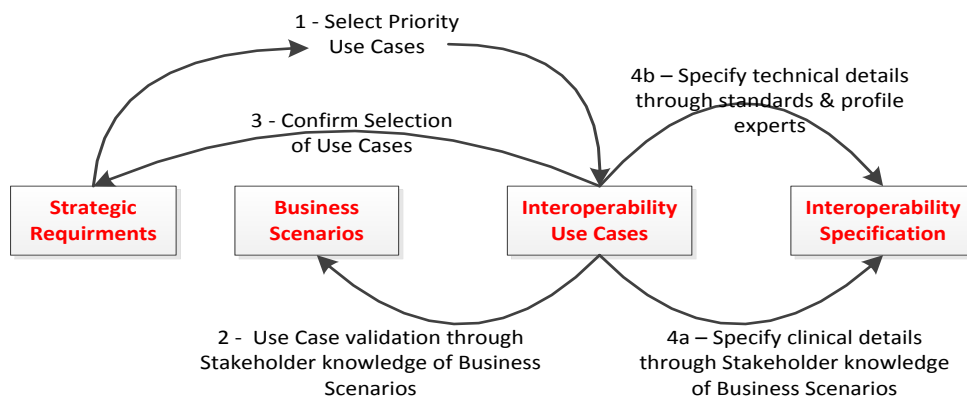 1 - Select Priority
Use Cases
4b – Specify technical details
through standards & profile
experts
3 - Confirm Selection
of Use Cases
Strategic
Requirments
Business
Scenarios
Interoperability
Use Cases
Interoperability
Specification
2 - Use Case validation through
Stakeholder knowledge of Business
Scenarios
4a – Specify clinical details
through Stakeholder knowledge
of Business Scenarios